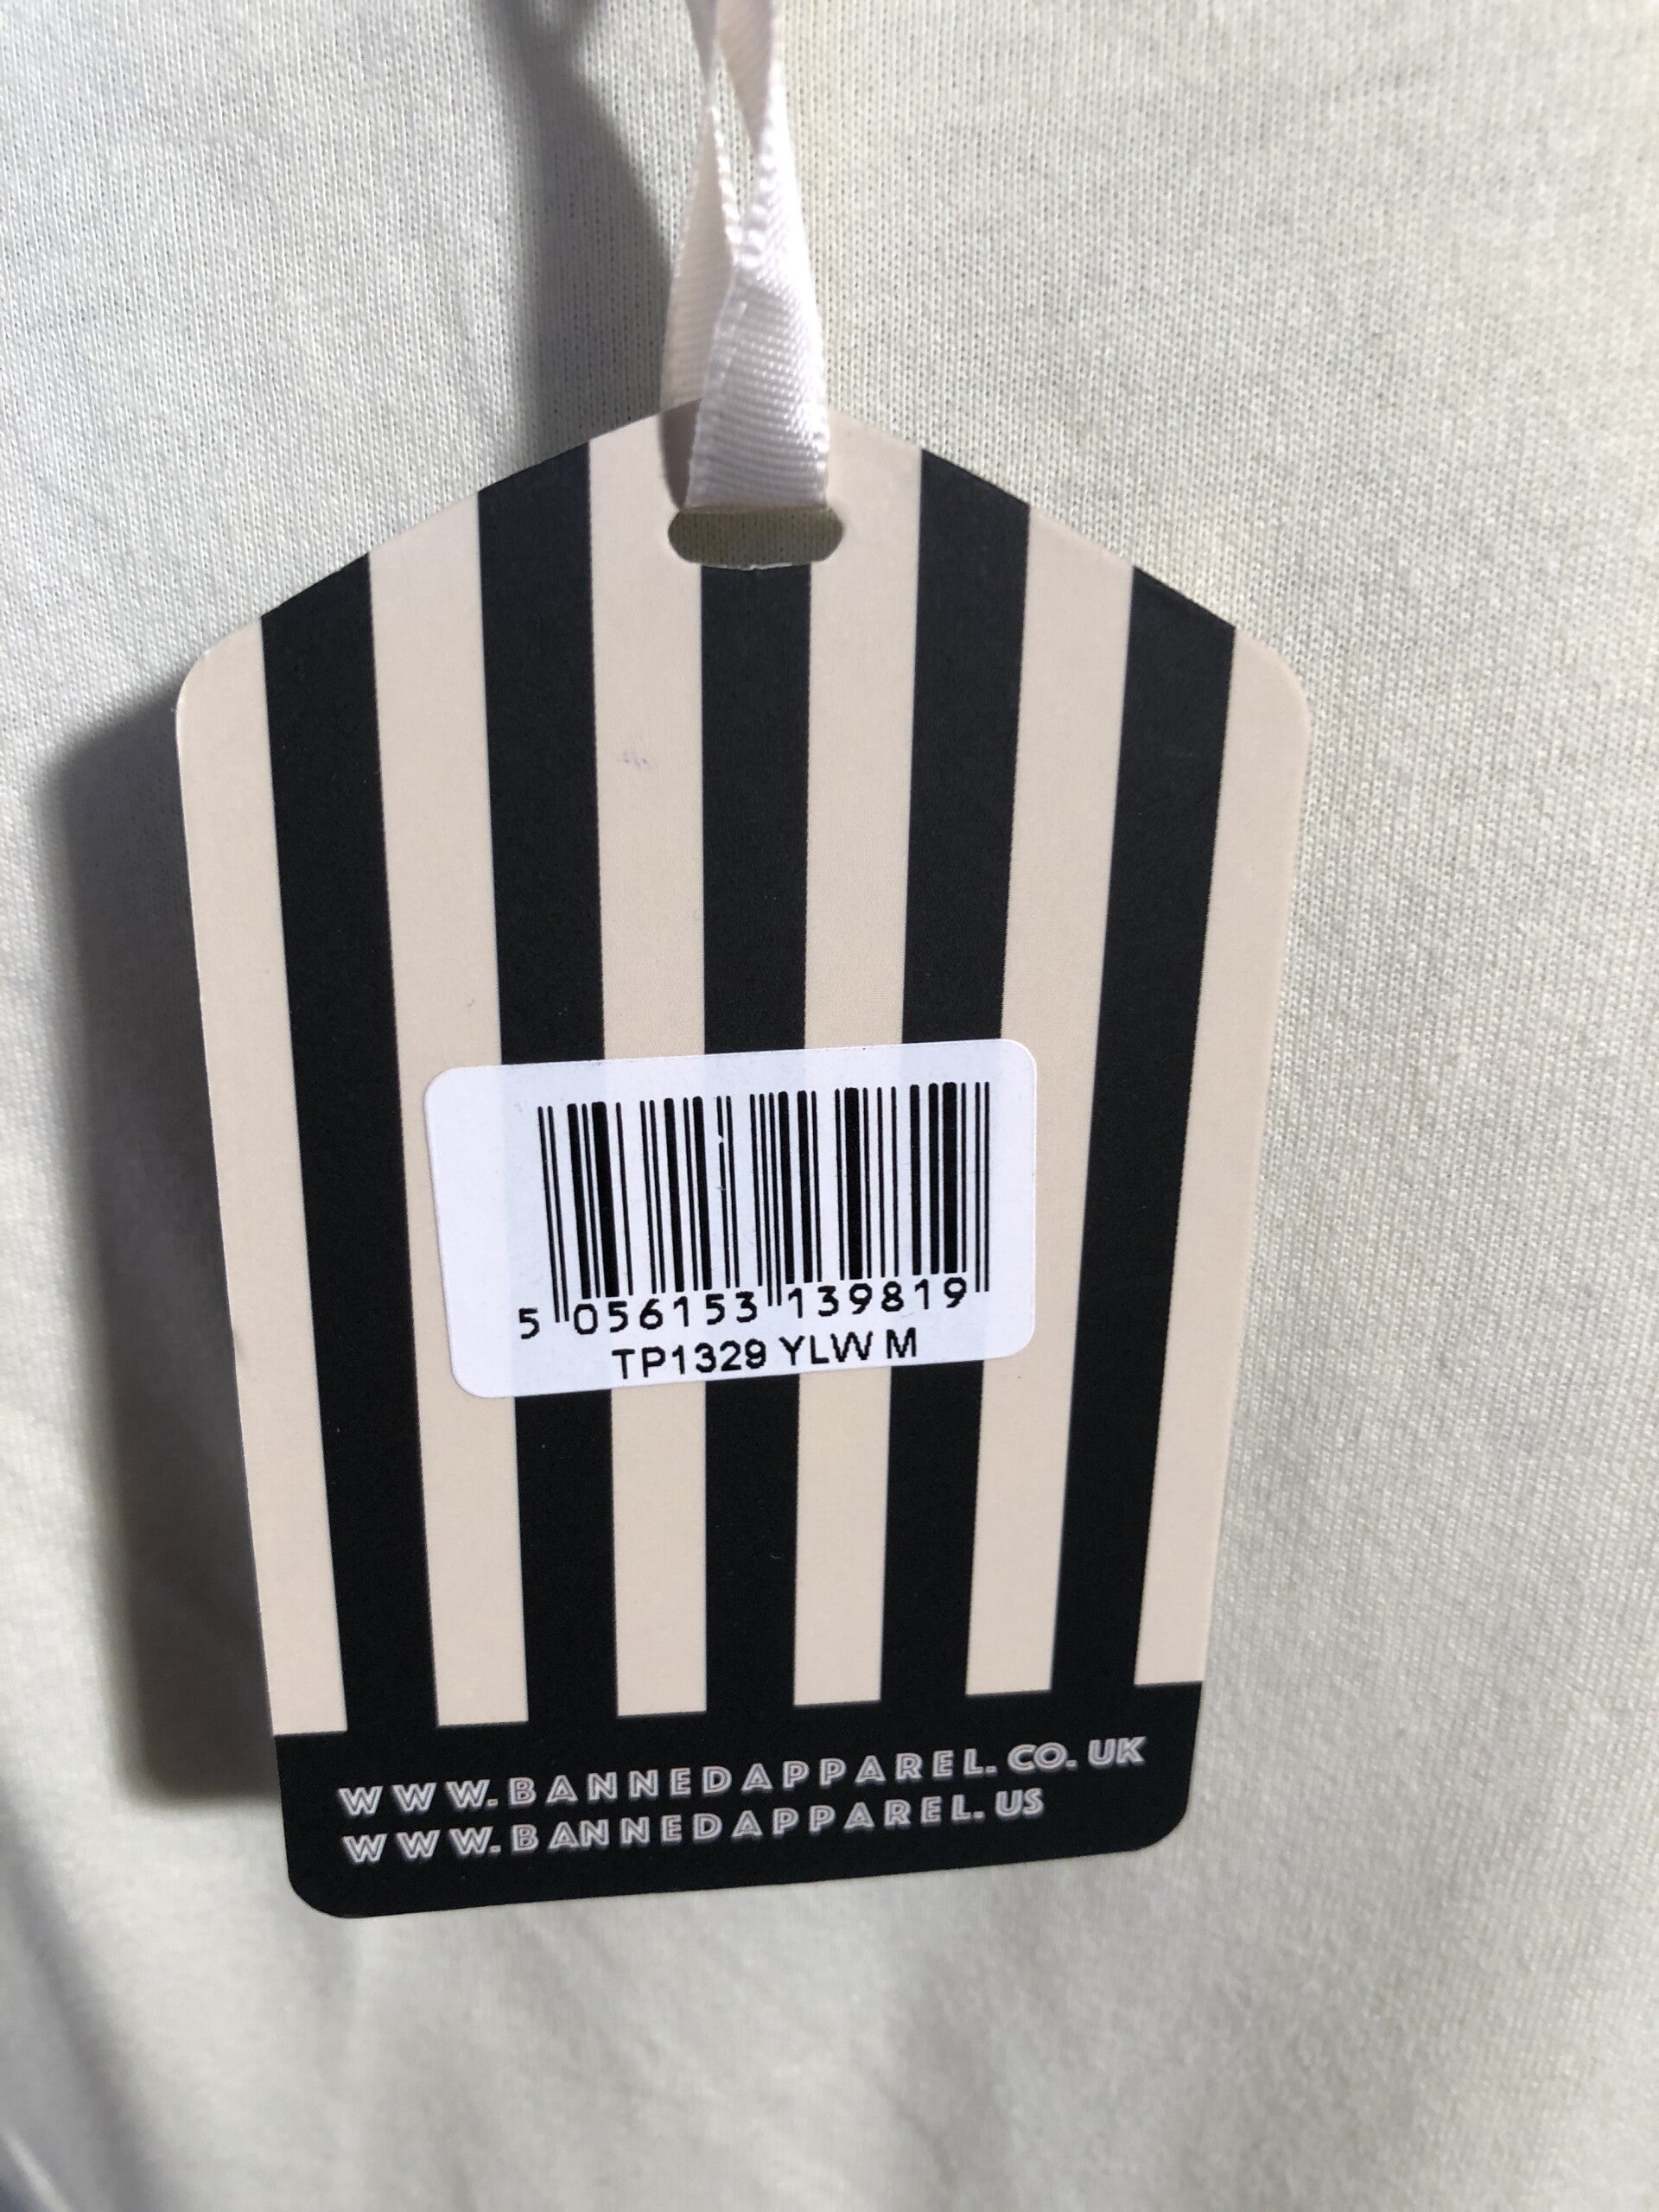 5 056153 139819
TP1329 YLW M
WWW.BANNEDAPPAREL.CO.UK
WWW.BANNEDAPPAREL.US